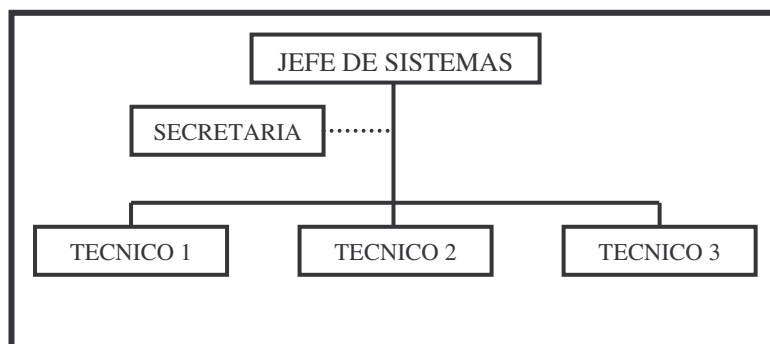 JEFE DE SISTEMAS
SECRETARIA
TECNICO 1
TECNICO 2
TECNICO 3